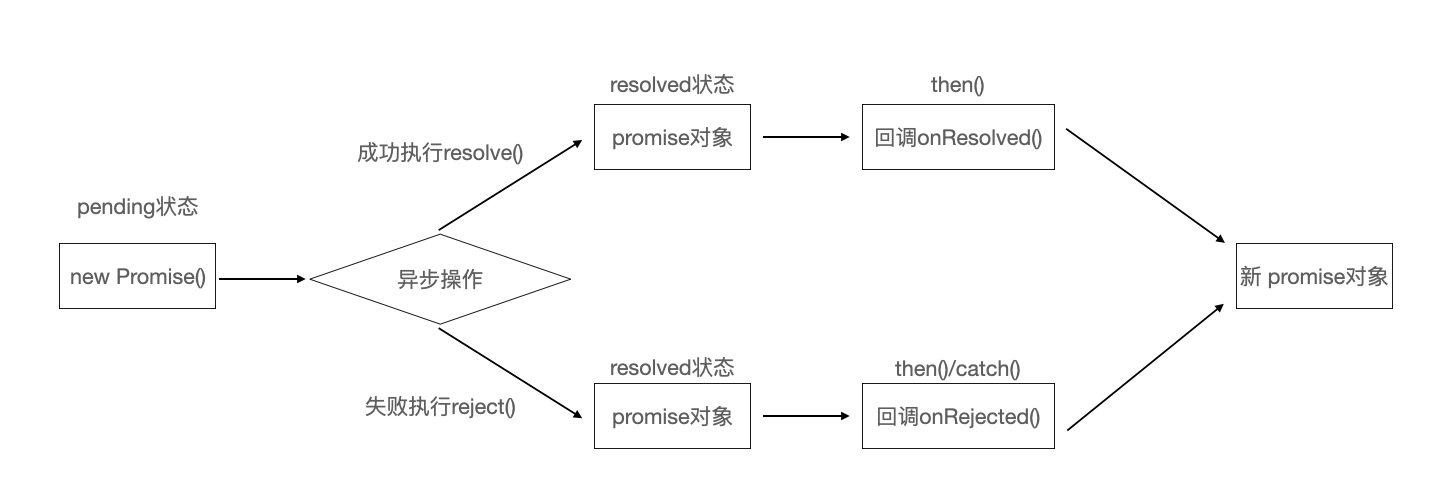 pending状态
new Promise()
异步操作
成功执行resolve()
resolved状态
promise对象
then()
回调onResolved()
失败执行reject()
resolved状态
promise对象
then()/catch()
回调onRejected()
新 promise对象